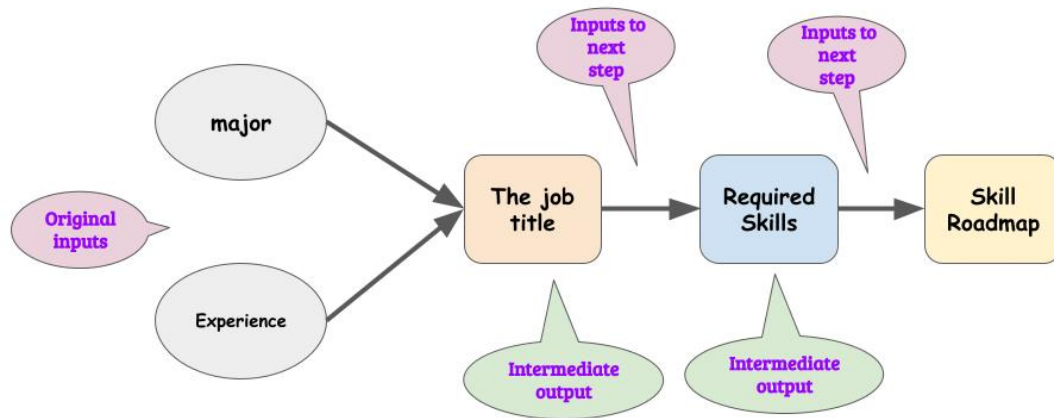 Inputs to
next
step
Inputs to
next
step
major
Original
inputs
The job
title
Required
Skills
Skill
Roadmap
Experience
Intermediate
output
Intermediate
output